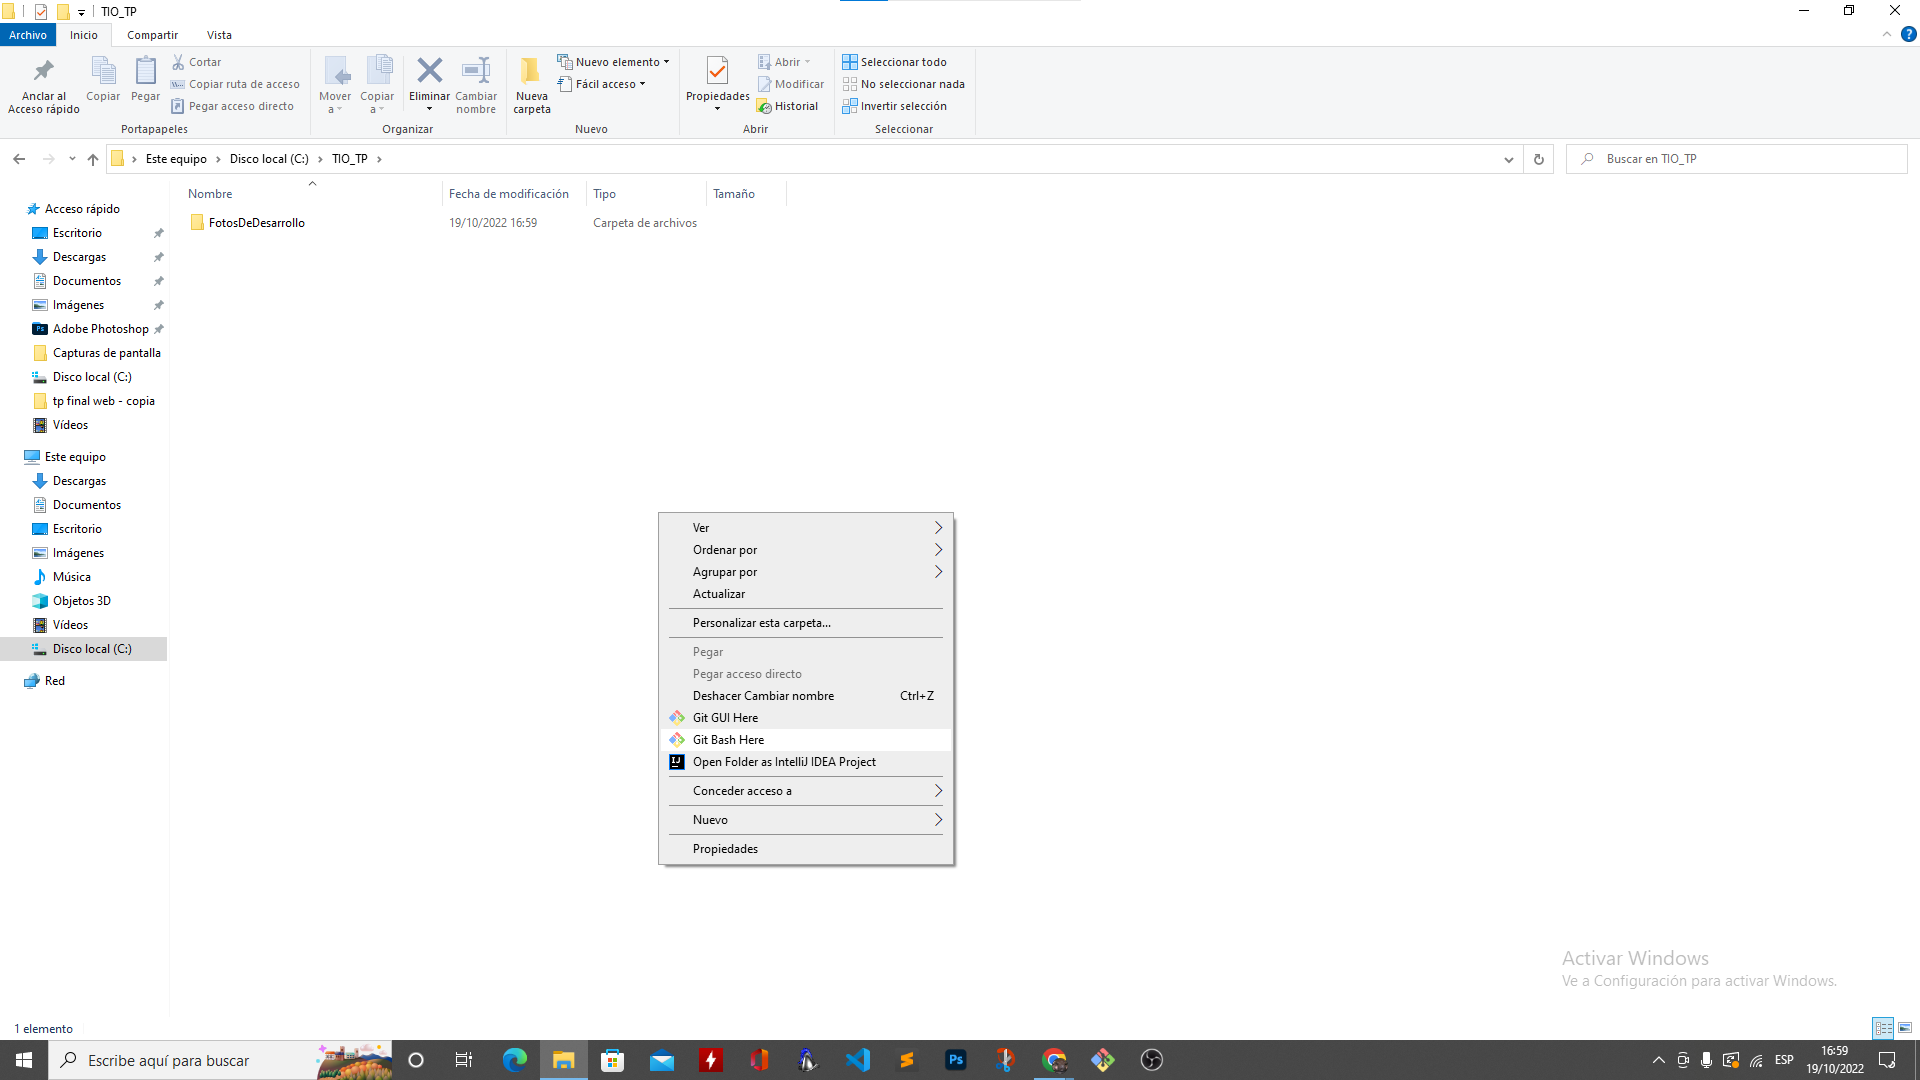 TIO_TP
Archivo
Inicio
Compartir
Vista
Anclar al
Acceso rápido
Copiar
Pegar
Cortar
Copiar ruta de acceso
Pegar acceso directo
Portapapeles
Mover
a
Copiar
a
Eliminar
Cambiar
nombre
Organizar
Nueva
carpeta
Nuevo elemento
Fácil acceso
Nuevo
Propiedades
Abrir
Modificar
Historial
Abrir
Seleccionar todo
No seleccionar nada
Invertir selección
Seleccionar
Este equipo
Disco local (C:)
TIO_TP
Buscar en TIO_TP
Nombre
Fecha de modificación
Tipo
Tamaño
FotosDeDesarrollo
19/10/2022 16:59
Carpeta de archivos
Acceso rápido
Escritorio
Descargas
Documentos
Imágenes
Adobe Photoshop
Capturas de pantalla
Disco local (C:)
tp final web - copia
Vídeos
Este equipo
Descargas
Documentos
Escritorio
Imágenes
Música
Objetos 3D
Vídeos
Disco local (C:)
Red
Ver
Ordenar por
Agrupar por
Actualizar
Personalizar esta carpeta...
Pegar
Pegar acceso directo
Deshacer Cambiar nombre Ctrl+Z
Git GUI Here
Git Bash Here
Open Folder as IntelliJ IDEA Project
Conceder acceso a
Nuevo
Propiedades
Activar Windows
Ve a Configuración para activar Windows.
1 elemento
Escribe aquí para buscar
Ps
ESP
16:59
19/10/2022